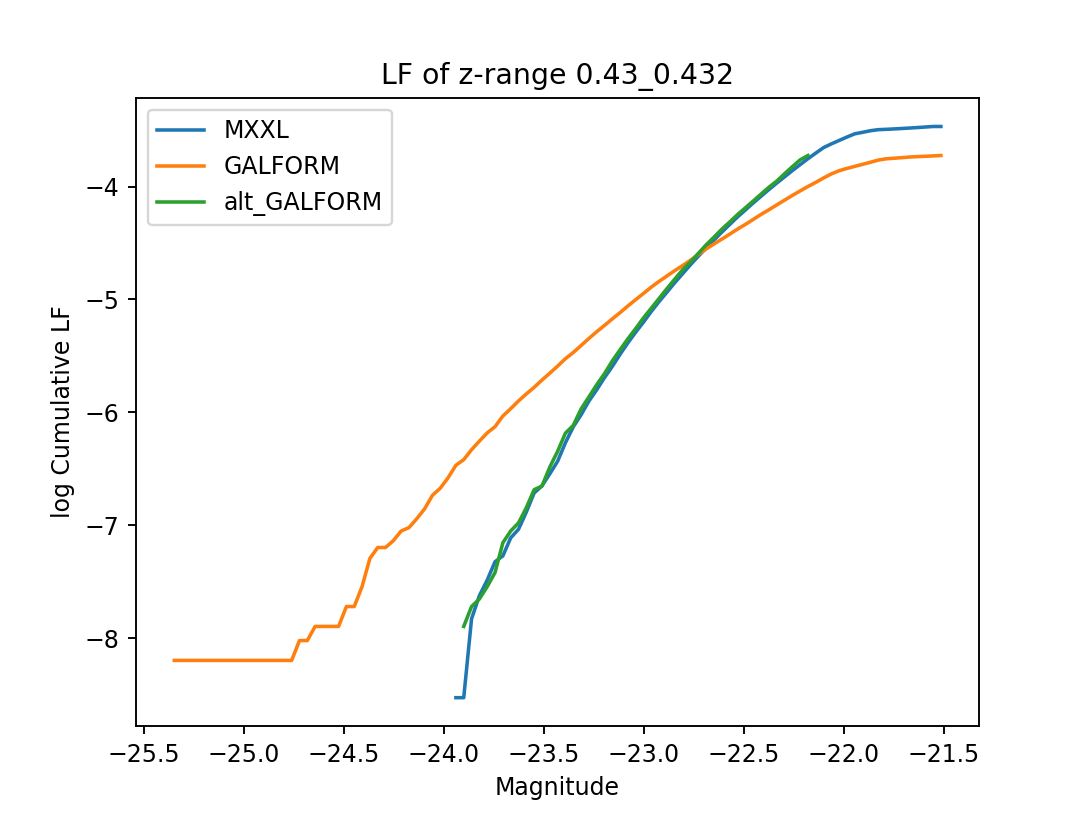 LF of z-range 0.43_0.432
MXXL
GALFORM
alt_GALFORM
log Cumulative LF
−4
−5
−6
−7
−8
−25.5 −25.0 −24.5 −24.0 −23.5 −23.0 −22.5 −22.0 −21.5
Magnitude